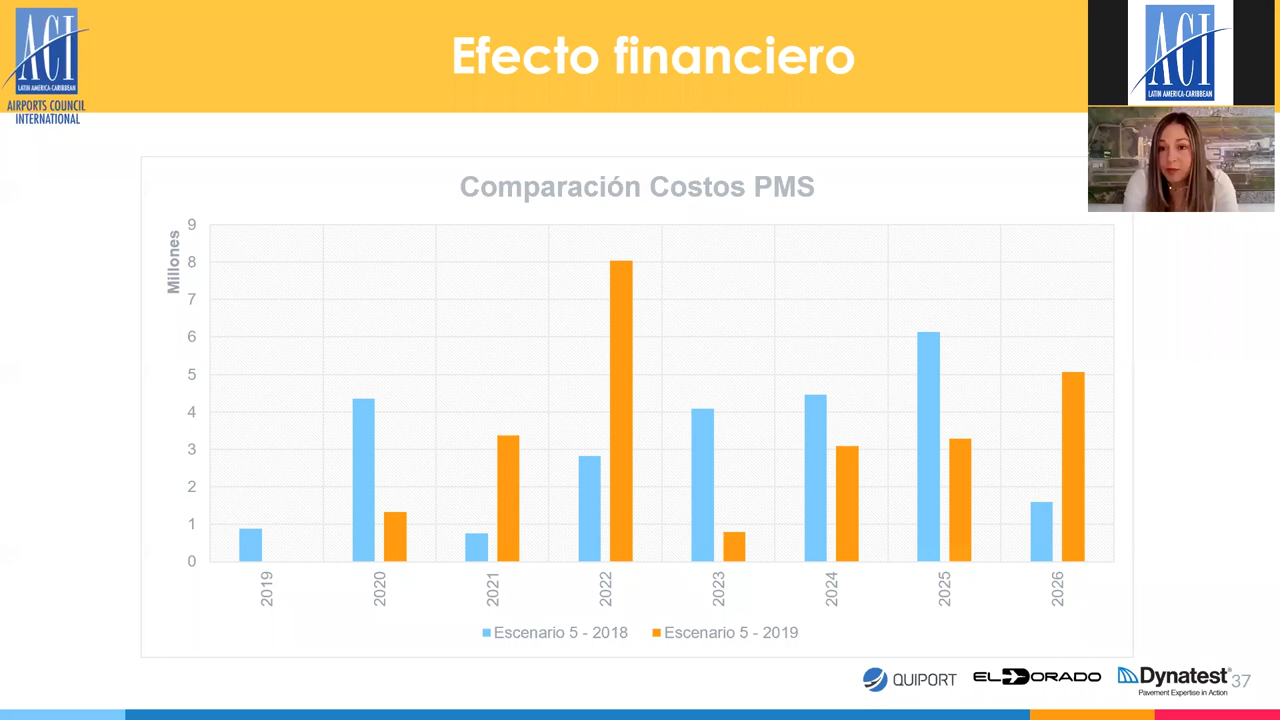 ACI
LATIN AMERICA-CARIBBEAN
AIRPORTS COUNCIL
INTERNATIONAL
Efecto financiero
ACI
LATIN AMERICA-CARIBBEAN
Comparación Costos PMS
Millones
9
8
7
6
5
4
3
2
1
0
2019
2020
2021
2022
2023
2024
2025
2026
Escenario 5 - 2018
Escenario 5 - 2019
QUIPORT
EL DORADO
Dynatest®
Pavement Expertise in Action
37